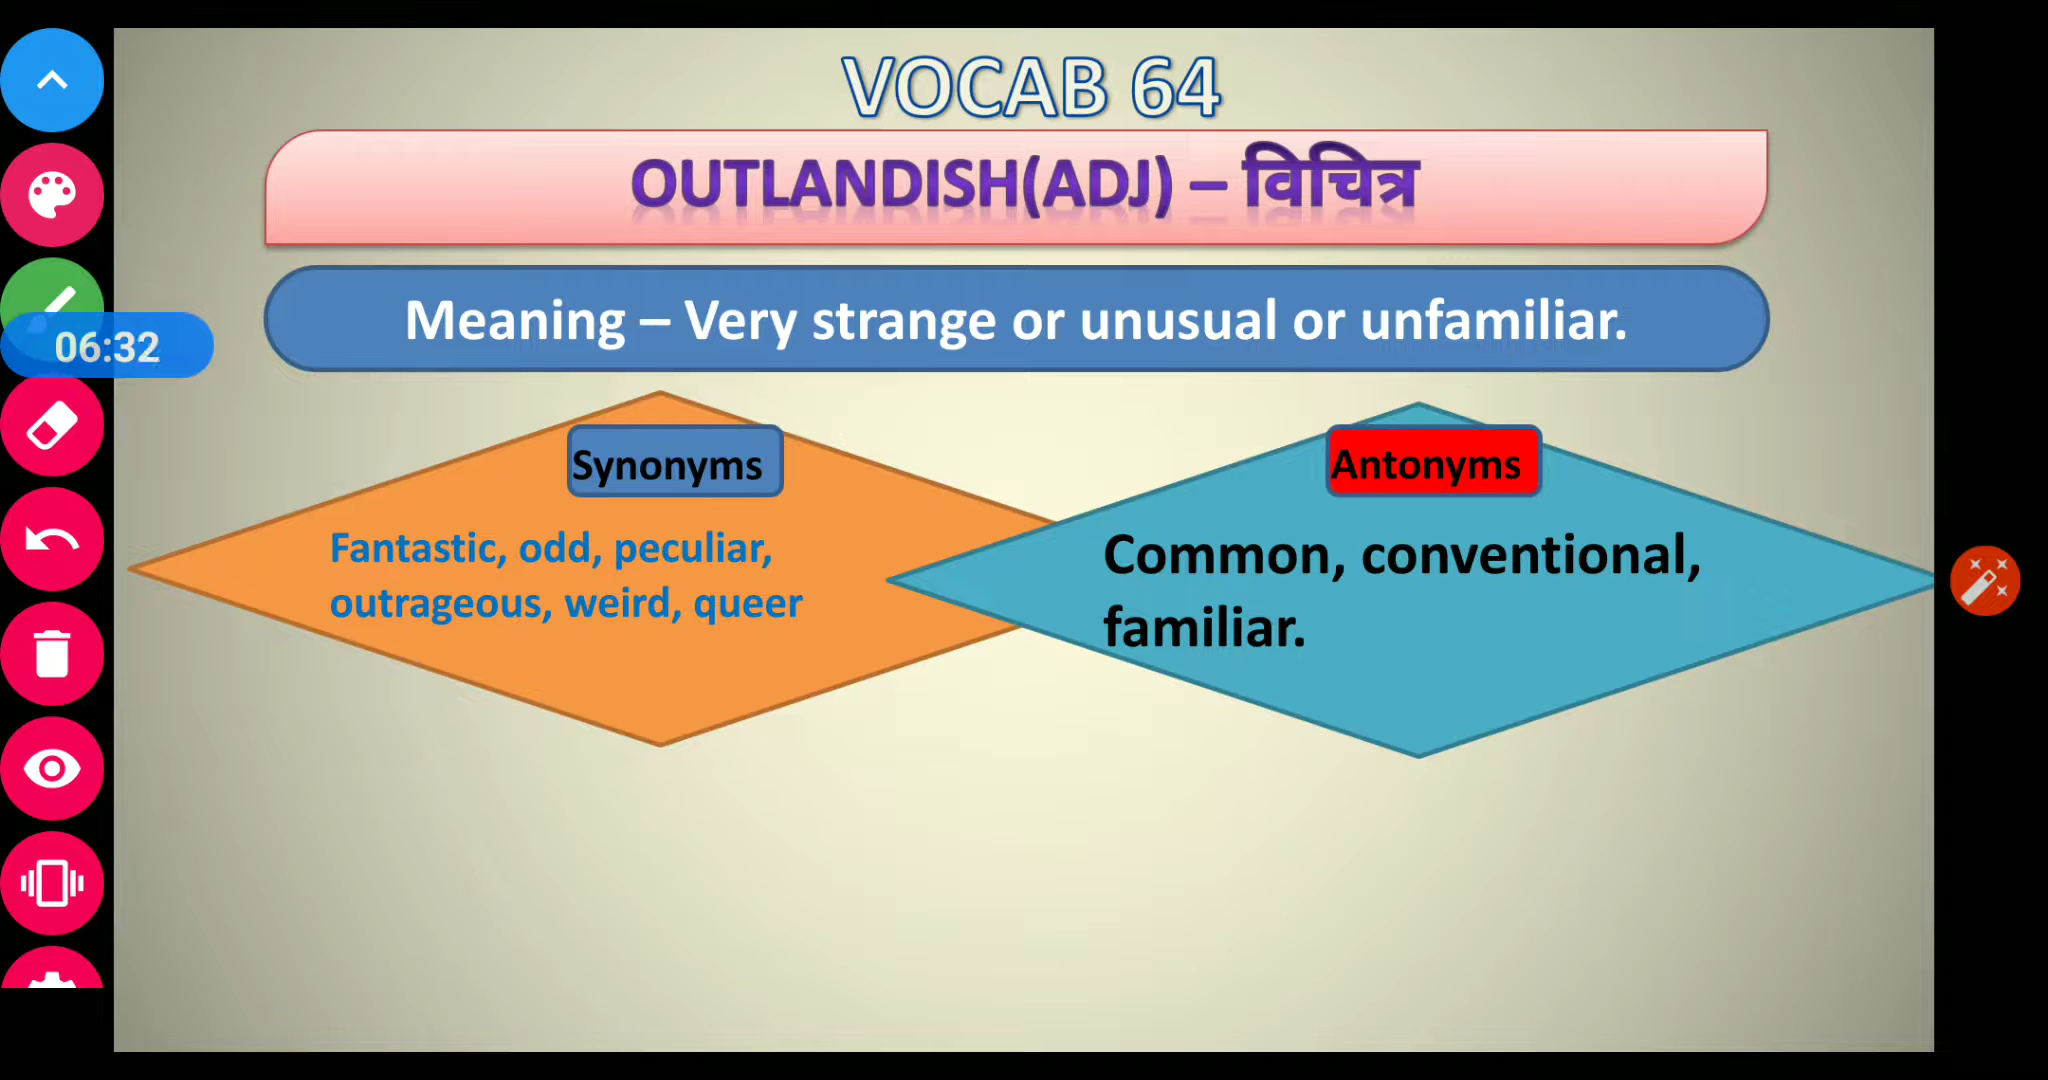 VOCAB 64
OUTLANDISH(ADJ) – विचित्र
Meaning – Very strange or unusual or unfamiliar.
06:32
Synonyms
Fantastic, odd, peculiar,
outrageous, weird, queer
Antonyms
Common, conventional,
familiar.